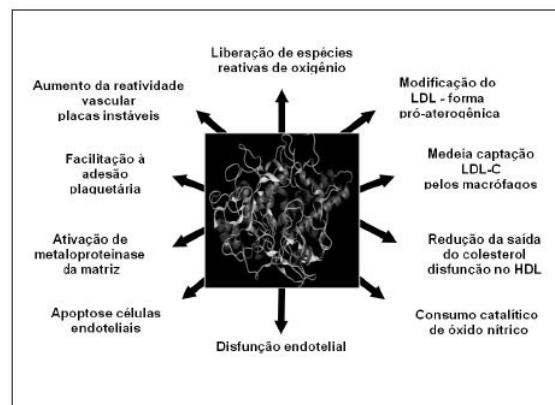 Liberação de espécies
reativas de oxigênio
Aumento da reatividade
vascular
placas instáveis
Modificação do
LDL - forma
pró-aterogênica
Facilitação à
adesão
plaquetária
Medeia captação
LDL-C
pelos macrófagos
Ativação de
metaloproteinase
da matriz
Redução da saída
do colesterol
disfunção no HDL
Apoptose células
endoteliais
Consumo catalítico
de óxido nítrico
Disfunção endotelial